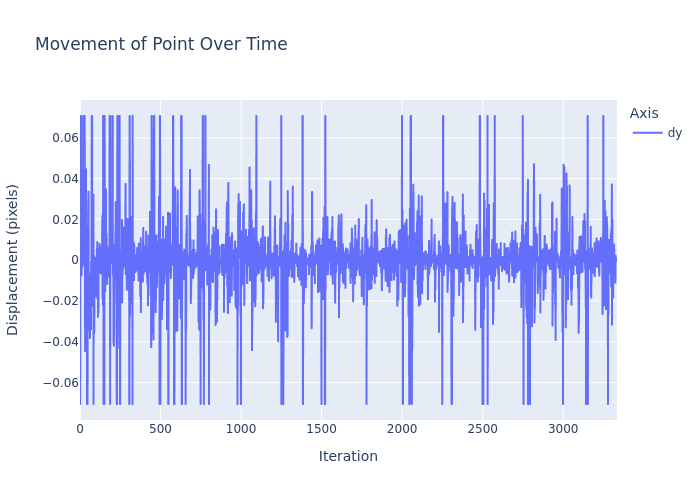 Movement of Point Over Time
Axis
dy
0.06
0.04
0.02
0
−0.02
−0.04
−0.06
Displacement (pixels)
0
500
1000
1500
2000
2500
3000
Iteration